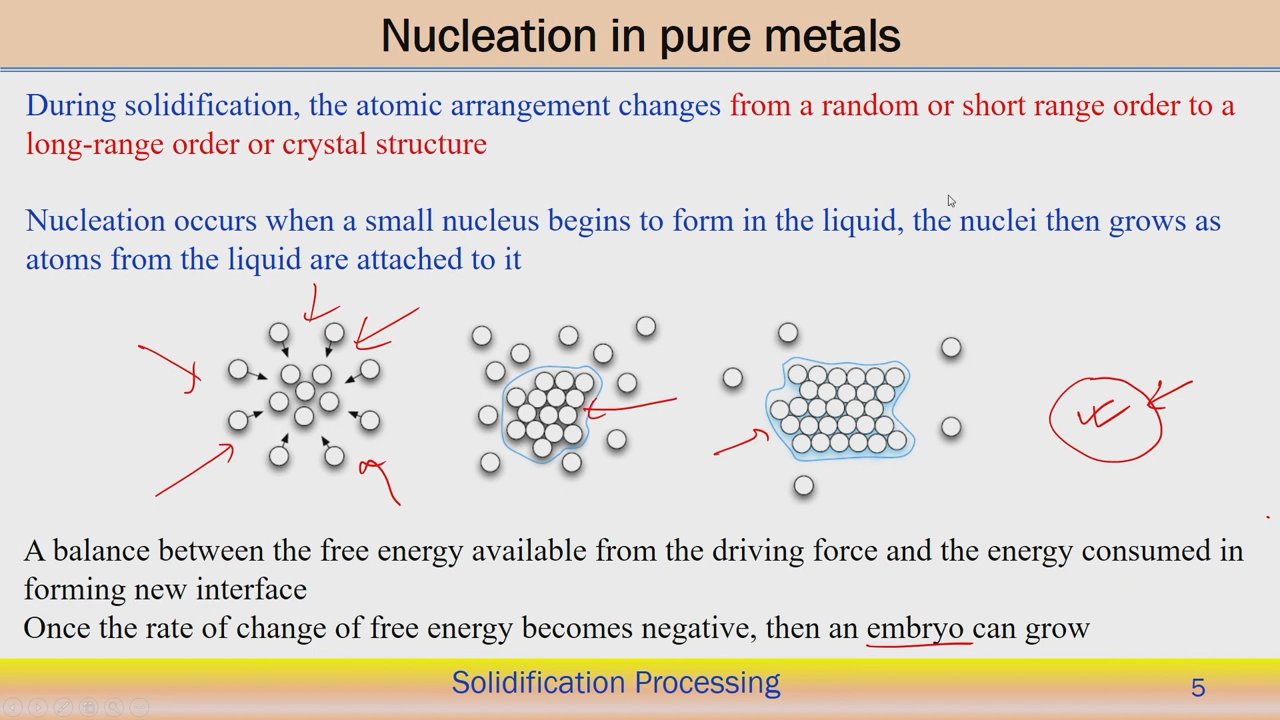 Nucleation in pure metals
During solidification, the atomic arrangement changes from a random or short range order to a
long-range order or crystal structure
Nucleation occurs when a small nucleus begins to form in the liquid, the nuclei then grows as
atoms from the liquid are attached to it
A balance between the free energy available from the driving force and the energy consumed in
forming new interface
Once the rate of change of free energy becomes negative, then an embryo can grow
Solidification Processing
5